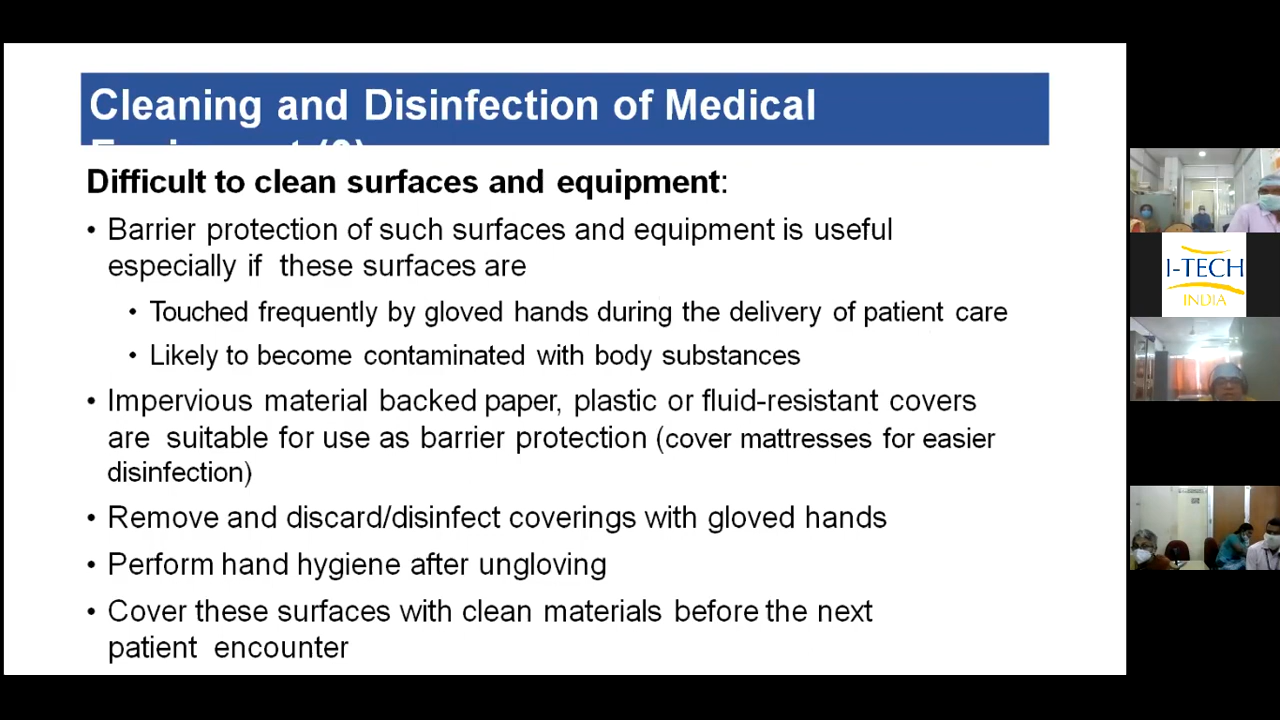 Cleaning and Disinfection of Medical
Difficult to clean surfaces and equipment:
• Barrier protection of such surfaces and equipment is useful
especially if these surfaces are
• Touched frequently by gloved hands during the delivery of patient care
• Likely to become contaminated with body substances
• Impervious material backed paper, plastic or fluid-resistant covers
are suitable for use as barrier protection (cover mattresses for easier
disinfection)
• Remove and discard/disinfect coverings with gloved hands
• Perform hand hygiene after ungloving
• Cover these surfaces with clean materials before the next
patient encounter
I-TECH
INDIA